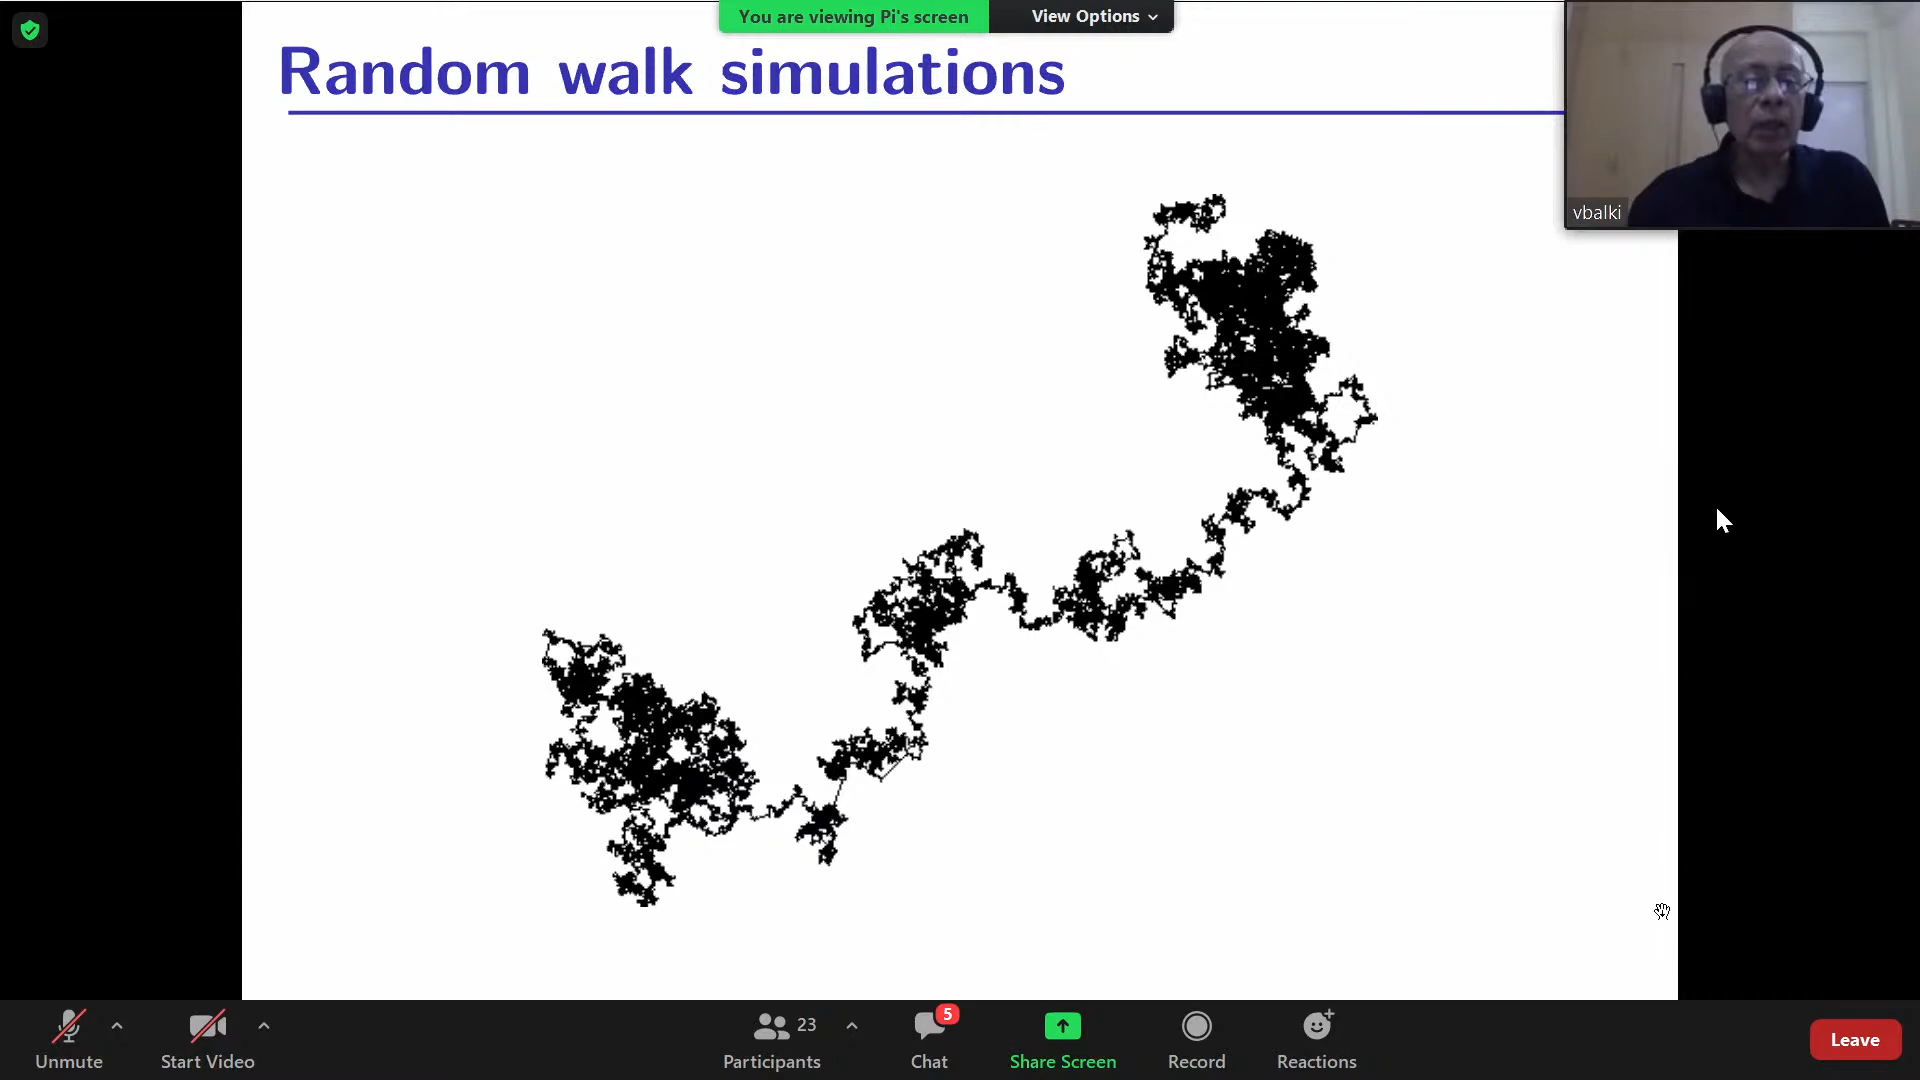 You are viewing Pi's screen
View Options
Random walk simulations
vbalki
Unmute
Start Video
23
Participants
5
Chat
Share Screen
Record
Reactions
Leave